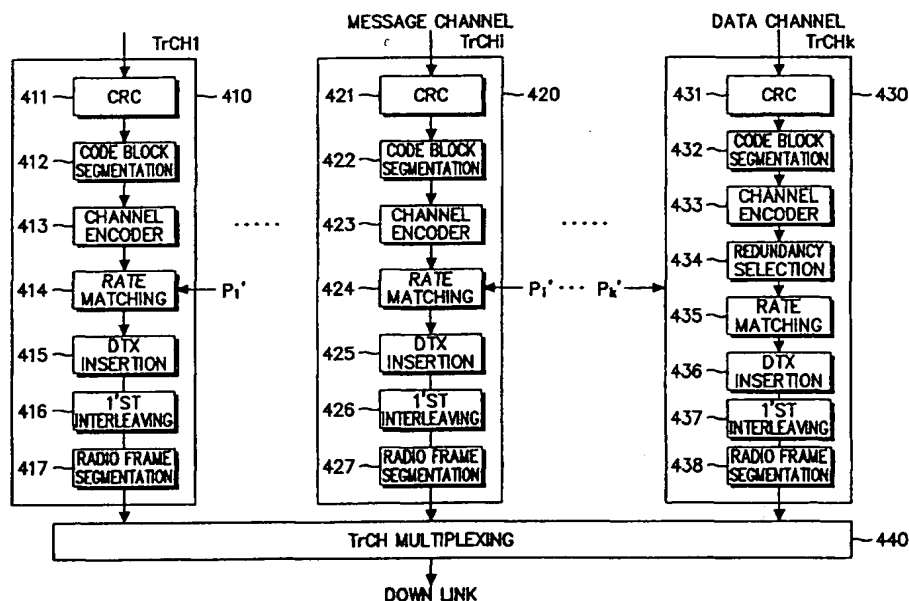 MESSAGE CHANNEL
DATA CHANNEL
TrCH1
TrCHi
TrCHk
411
CRC
410
412
CODE BLOCK
SEGMENTATION
413
CHANNEL
ENCODER
414
RATE
MATCHING
P1'
415
DTX
INSERTION
416
1'ST
INTERLEAVING
417
RADIO FRAME
SEGMENTATION
.....
421
CRC
420
422
CODE BLOCK
SEGMENTATION
423
CHANNEL
ENCODER
424
RATE
MATCHING
Pi' ... Pk'
425
DTX
INSERTION
426
1'ST
INTERLEAVING
427
RADIO FRAME
SEGMENTATION
.....
431
CRC
430
432
CODE BLOCK
SEGMENTATION
433
CHANNEL
ENCODER
434
REDUNDANCY
SELECTION
435
RATE
MATCHING
436
DTX
INSERTION
437
1'ST
INTERLEAVING
438
RADIO FRAME
SEGMENTATION
TrCH MULTIPLEXING
440
DOWN LINK